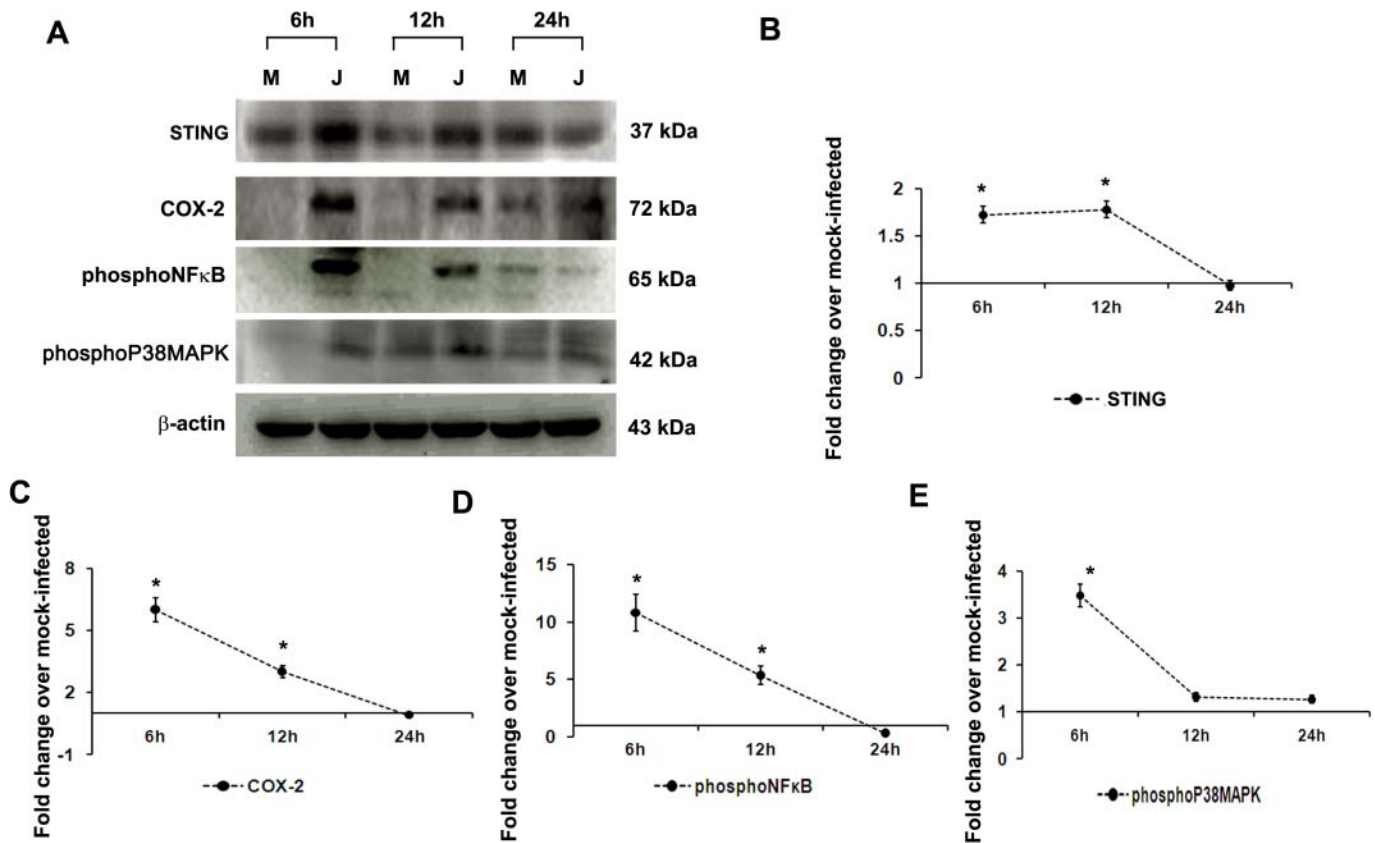 A
6h 12h 24h
M J M J M J
STING 37 kDa
COX-2 72 kDa
phosphoNFκB 65 kDa
phosphoP38MAPK 42 kDa
β-actin 43 kDa
B
Fold change over mock-infected
2
1.5
1
0.5
0
* *
6h 12h 24h
STING
C
Fold change over mock-infected
8
5
2
-1
* *
6h 12h 24h
COX-2
D
Fold change over mock-infected
15
10
5
0
* *
6h 12h 24h
phosphoNFκB
E
Fold change over mock-infected
4
3
2
1
0
*
6h 12h 24h
phosphoP38MAPK